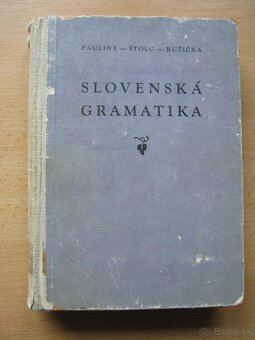 PAULINY – ŠTOLC – RUŽIČKA
SLOVENSKÁ
GRAMATIKA
Bazos.sk